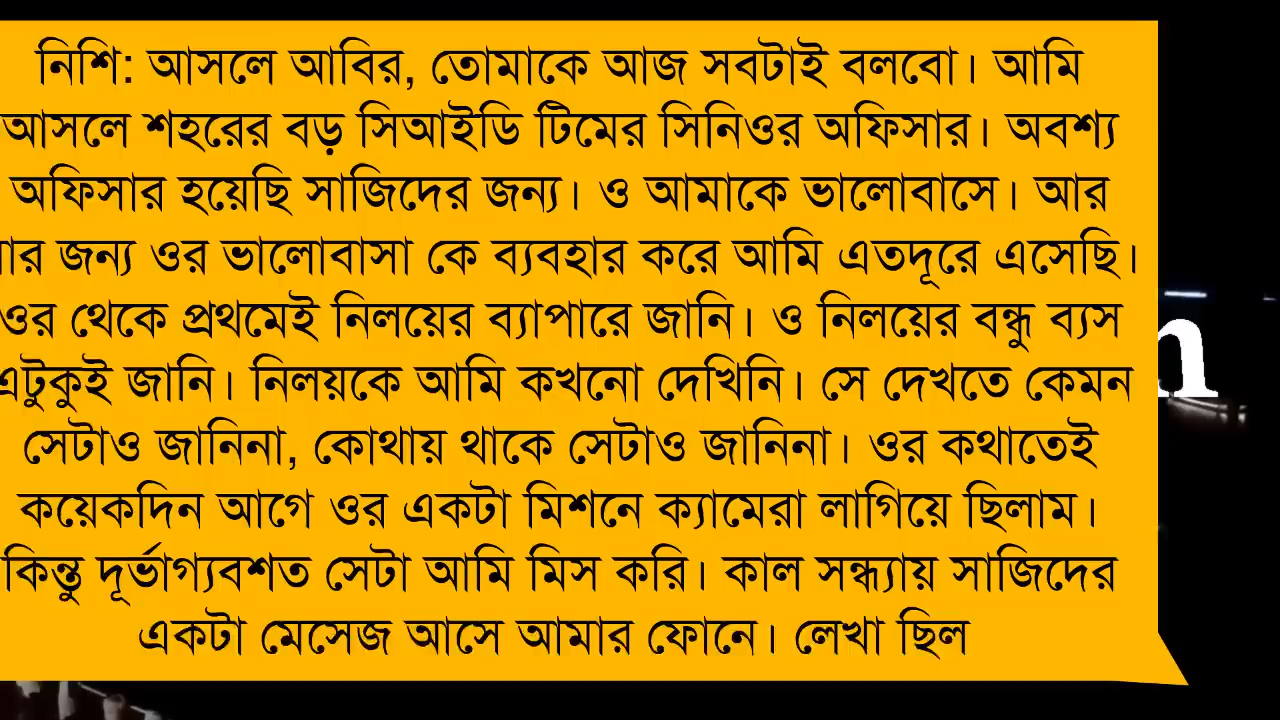 নিশি: আসলে আবির, তোমাকে আজ সবটাই বলবো। আমি
আসলে শহরের বড় সিআইডি টিমের সিনিওর অফিসার। অবশ্য
অফিসার হয়েছি সাজিদের জন্য। ও আমাকে ভালোবাসে। আর
জন্য ওর ভালোবাসা কে ব্যবহার করে আমি এতদূরে এসেছি।
ওর থেকে প্রথমেই নিলয়ের ব্যাপারে জানি। ও নিলয়ের বন্ধু ব্যস
এটুকুই জানি। নিলয়কে আমি কখনো দেখিনি। সে দেখতে কেমন
সেটাও জানিনা, কোথায় থাকে সেটাও জানিনা। ওর কথাতেই
কয়েকদিন আগে ওর একটা মিশনে ক্যামেরা লাগিয়ে ছিলাম।
কিন্তু দূর্ভাগ্যবশত সেটা আমি মিস করি। কাল সন্ধ্যায় সাজিদের
একটা মেসেজ আসে আমার ফোনে। লেখা ছিল